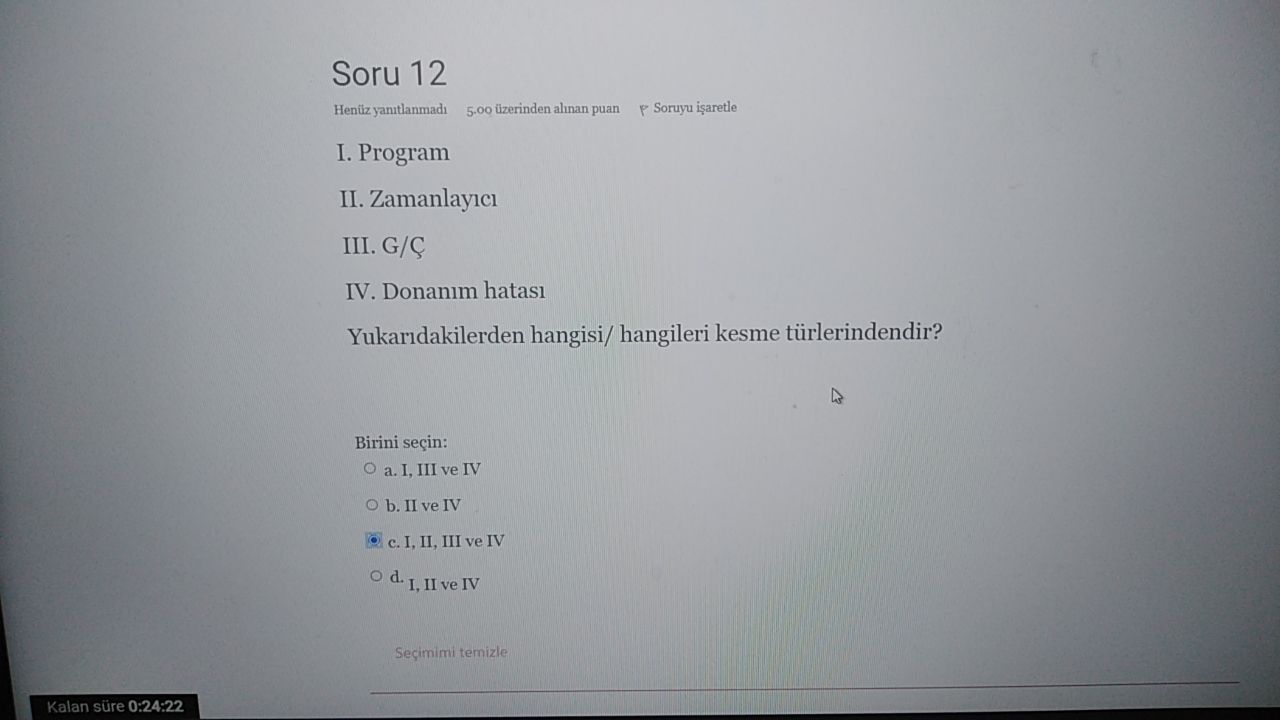 Soru 12
Henüz yanıtlanmadı 5.00 üzerinden alınan puan Soruyu işaretle
I. Program
II. Zamanlayıcı
III. G/Ç
IV. Donanım hatası
Yukarıdakilerden hangisi/ hangileri kesme türlerindendir?
Birini seçin:
a. I, III ve IV
b. II ve IV
c. I, II, III ve IV
d. I, II ve IV
Seçimimi temizle
Kalan süre 0:24:22